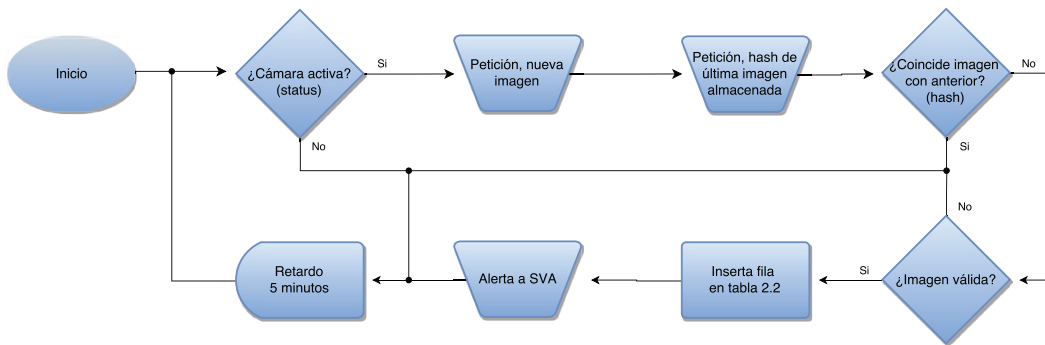 Inicio
¿Cámara activa?
(status)
Si
No
Petición, nueva
imagen
Petición, hash de
última imagen
almacenada
¿Coincide imagen
con anterior?
(hash)
No
Si
No
Retardo
5 minutos
Alerta a SVA
Inserta fila
en tabla 2.2
Si
¿Imagen válida?